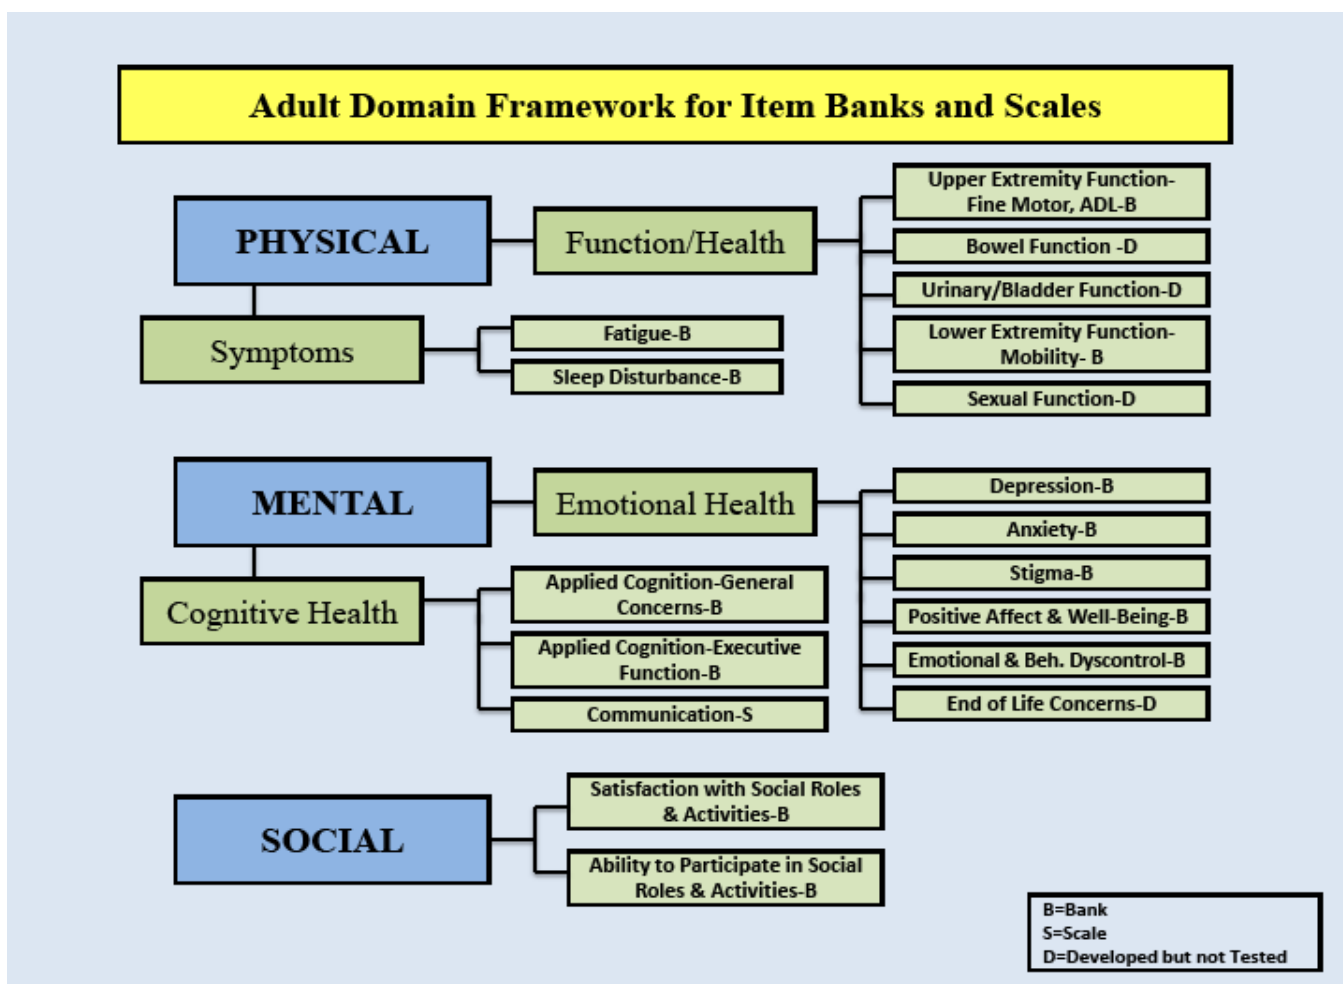 Adult Domain Framework for Item Banks and Scales
PHYSICAL
Function/Health
Upper Extremity Function-
Fine Motor, ADL-B
Bowel Function -D
Urinary/Bladder Function-D
Lower Extremity Function-
Mobility- B
Sexual Function-D
Symptoms
Fatigue-B
Sleep Disturbance-B
MENTAL
Emotional Health
Depression-B
Anxiety-B
Stigma-B
Positive Affect & Well-Being-B
Emotional & Beh. Dyscontrol-B
End of Life Concerns-D
Cognitive Health
Applied Cognition-General
Concerns-B
Applied Cognition-Executive
Function-B
Communication-S
SOCIAL
Satisfaction with Social Roles
& Activities-B
Ability to Participate in Social
Roles & Activities-B
B=Bank
S=Scale
D=Developed but not Tested